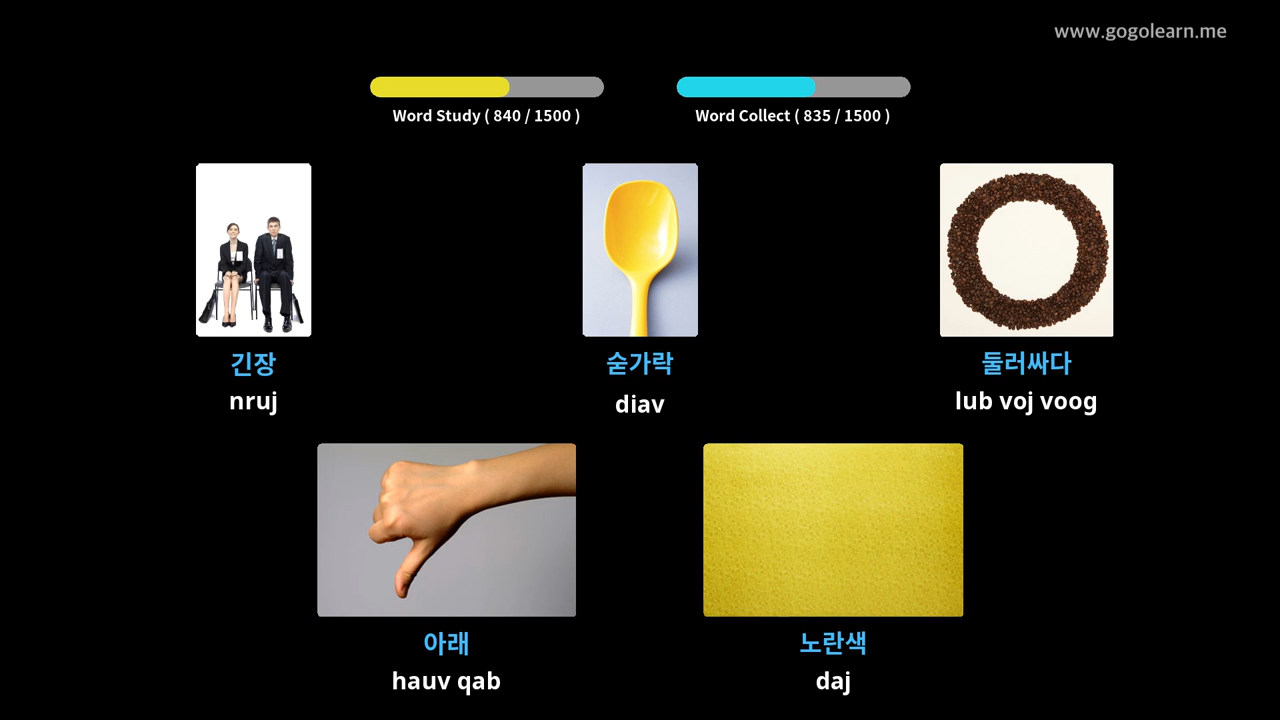 www.gogolearn.me
Word Study ( 840 / 1500 )
Word Collect ( 835 / 1500 )
긴장
nruj
숟가락
diav
둘러싸다
lub voj voog
아래
hauv qab
노란색
daj